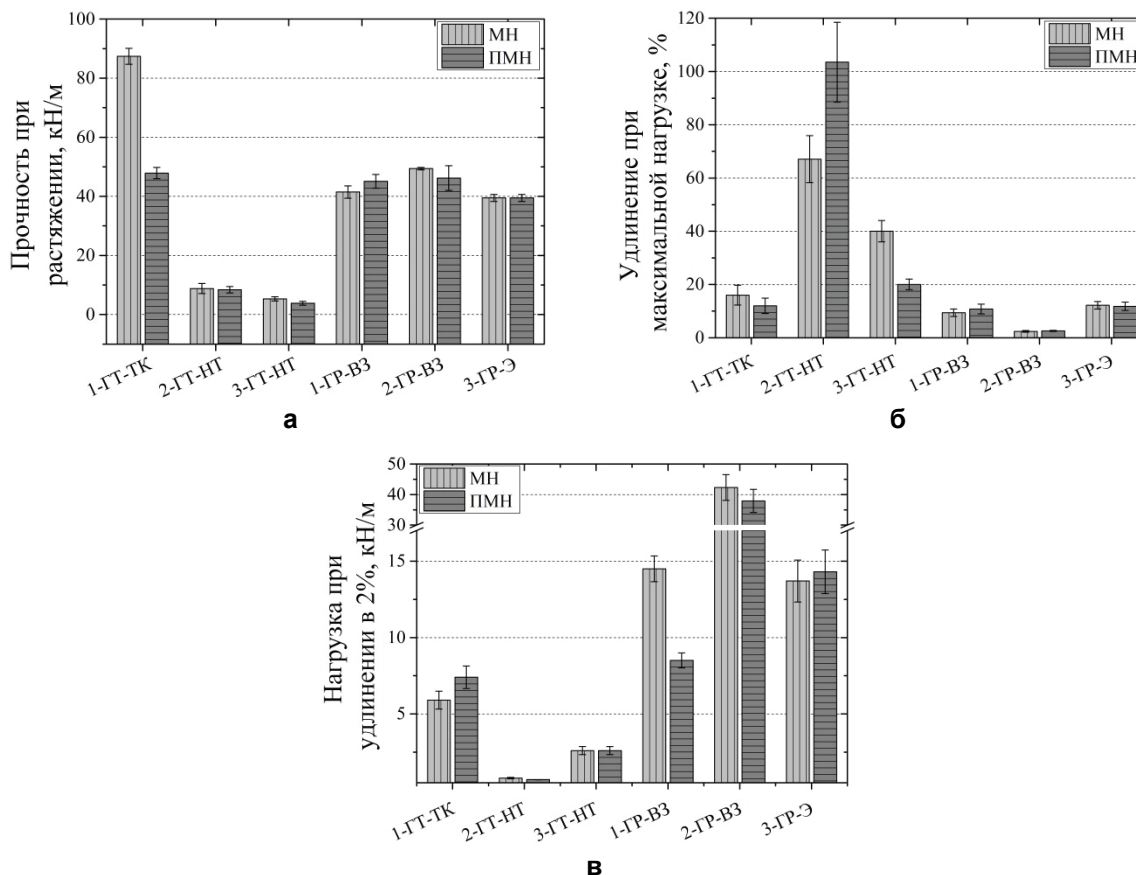 Прочность при
растяжении, кН/м
100
80
60
40
20
0
МН
ПМН
1-ГТ-ТК
2-ГТ-НТ
3-ГТ-НТ
1-ГР-ВЗ
2-ГР-ВЗ
3-ГР-Э
а
Удлинение при
максимальной нагрузке, %
120
100
80
60
40
20
0
МН
ПМН
1-ГТ-ТК
2-ГТ-НТ
3-ГТ-НТ
1-ГР-ВЗ
2-ГР-ВЗ
3-ГР-Э
б
Нагрузка при
удлинении в 2%, кН/м
50
40
30
15
10
5
МН
ПМН
1-ГТ-ТК
2-ГТ-НТ
3-ГТ-НТ
1-ГР-ВЗ
2-ГР-ВЗ
3-ГР-Э
в